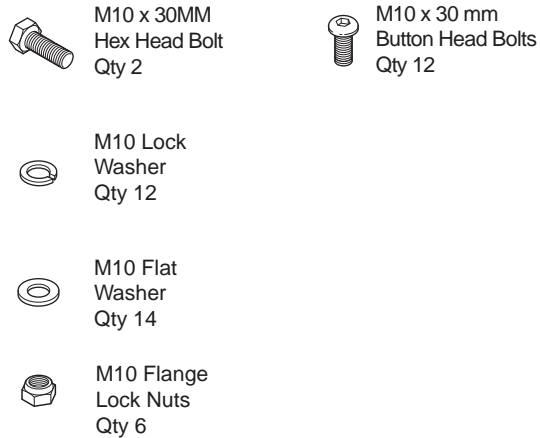 M10 x 30MM
Hex Head Bolt
Qty 2
M10 x 30 mm
Button Head Bolts
Qty 12
M10 Lock
Washer
Qty 12
M10 Flat
Washer
Qty 14
M10 Flange
Lock Nuts
Qty 6